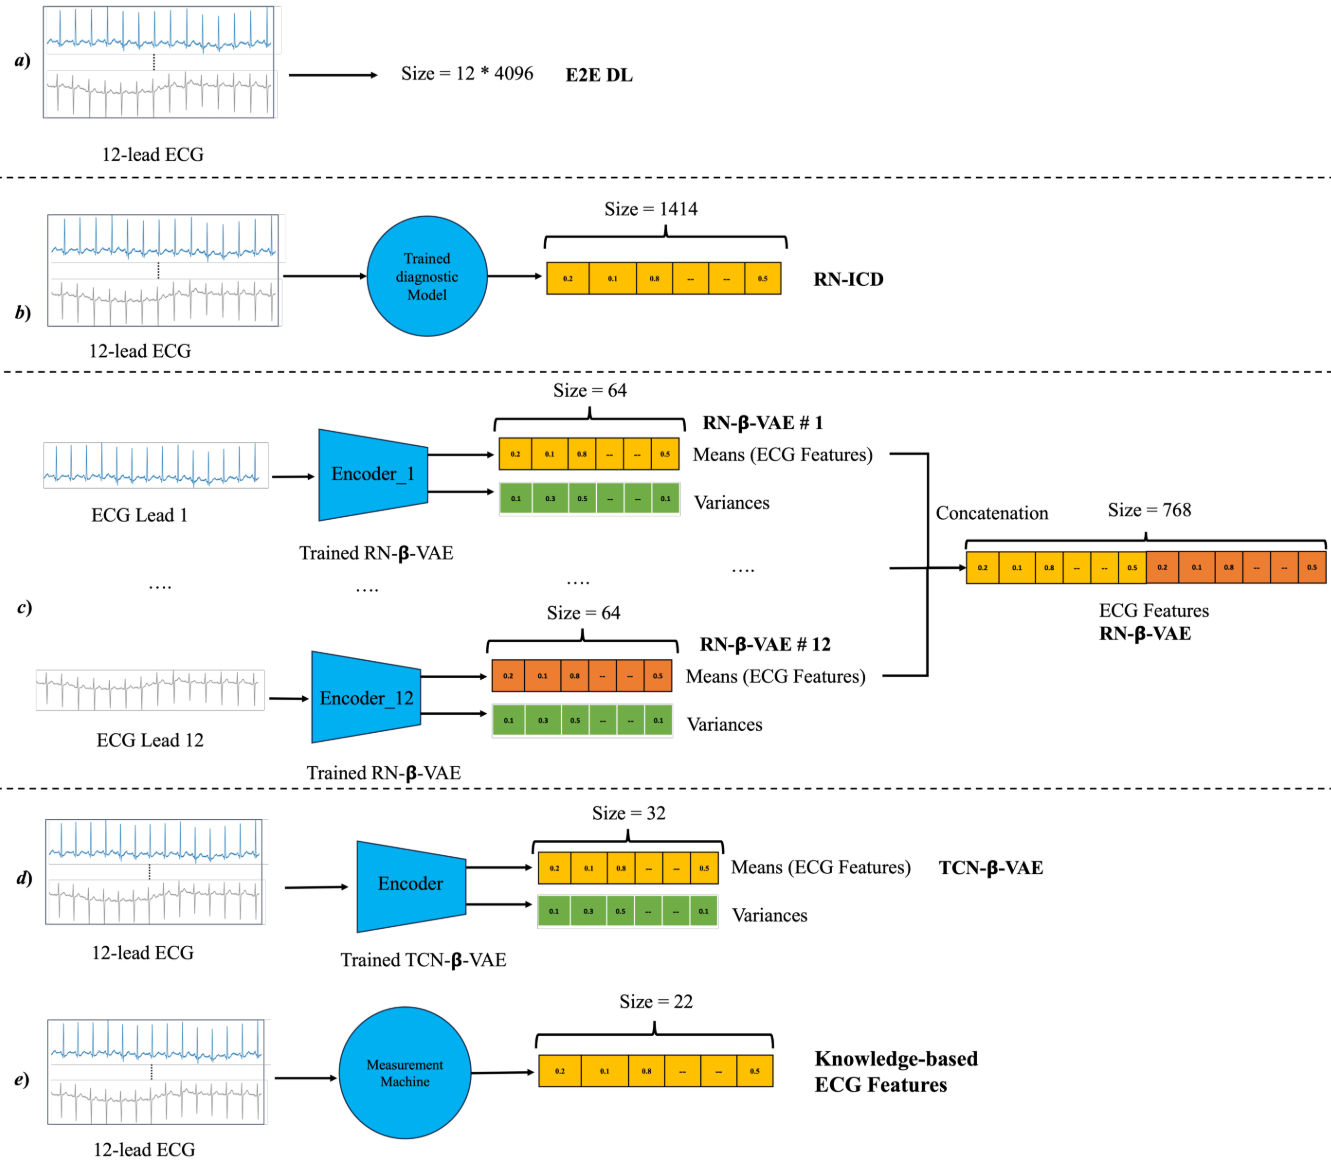 a)
Size = 12 * 4096 E2E DL
12-lead ECG
Size = 1414
Trained
diagnostic
Model
0.2 0.1 0.8 -- -- 0.5
RN-ICD
b)
12-lead ECG
Size = 64
RN-β-VAE # 1
Encoder_1
0.2 0.1 0.8 -- -- 0.5
Means (ECG Features)
0.1 0.3 0.5 -- -- 0.1
Variances
ECG Lead 1
Trained RN-β-VAE
Concatenation
Size = 768
0.2 0.1 0.8 -- -- 0.5 0.2 0.1 0.8 -- -- 0.5
ECG Features
RN-β-VAE
.... .... .... ....
c)
Size = 64
RN-β-VAE # 12
Encoder_12
0.2 0.1 0.8 -- -- 0.5
Means (ECG Features)
0.1 0.3 0.5 -- -- 0.1
Variances
ECG Lead 12
Trained RN-β-VAE
Size = 32
d)
Encoder
0.2 0.1 0.8 -- -- 0.5
Means (ECG Features) TCN-β-VAE
0.1 0.3 0.5 -- -- 0.1
Variances
12-lead ECG
Trained TCN-β-VAE
Size = 22
e)
Measurement
Machine
0.2 0.1 0.8 -- -- 0.5
Knowledge-based
ECG Features
12-lead ECG